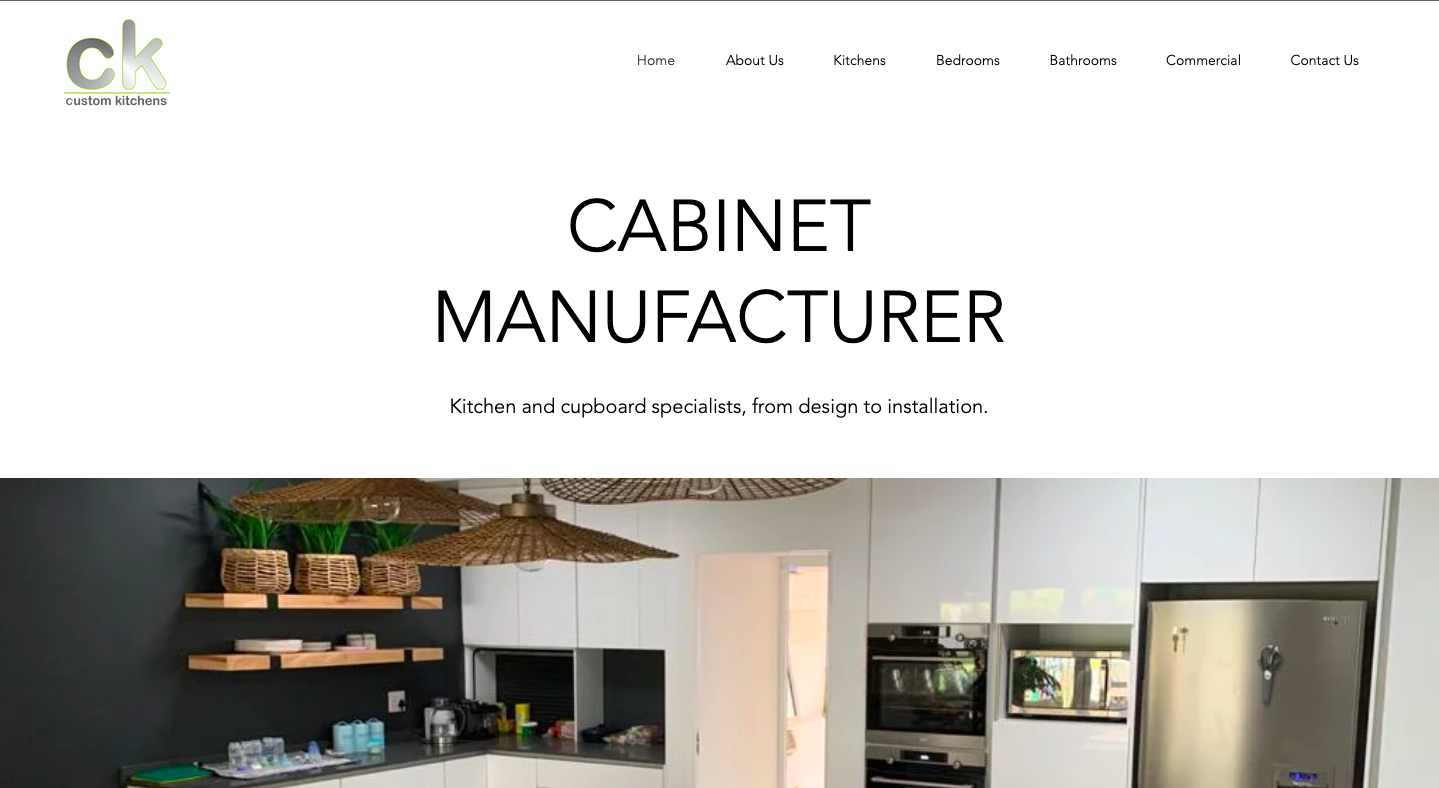 ck
custom kitchens
Home About Us Kitchens Bedrooms Bathrooms Commercial Contact Us
CABINET
MANUFACTURER
Kitchen and cupboard specialists, from design to installation.